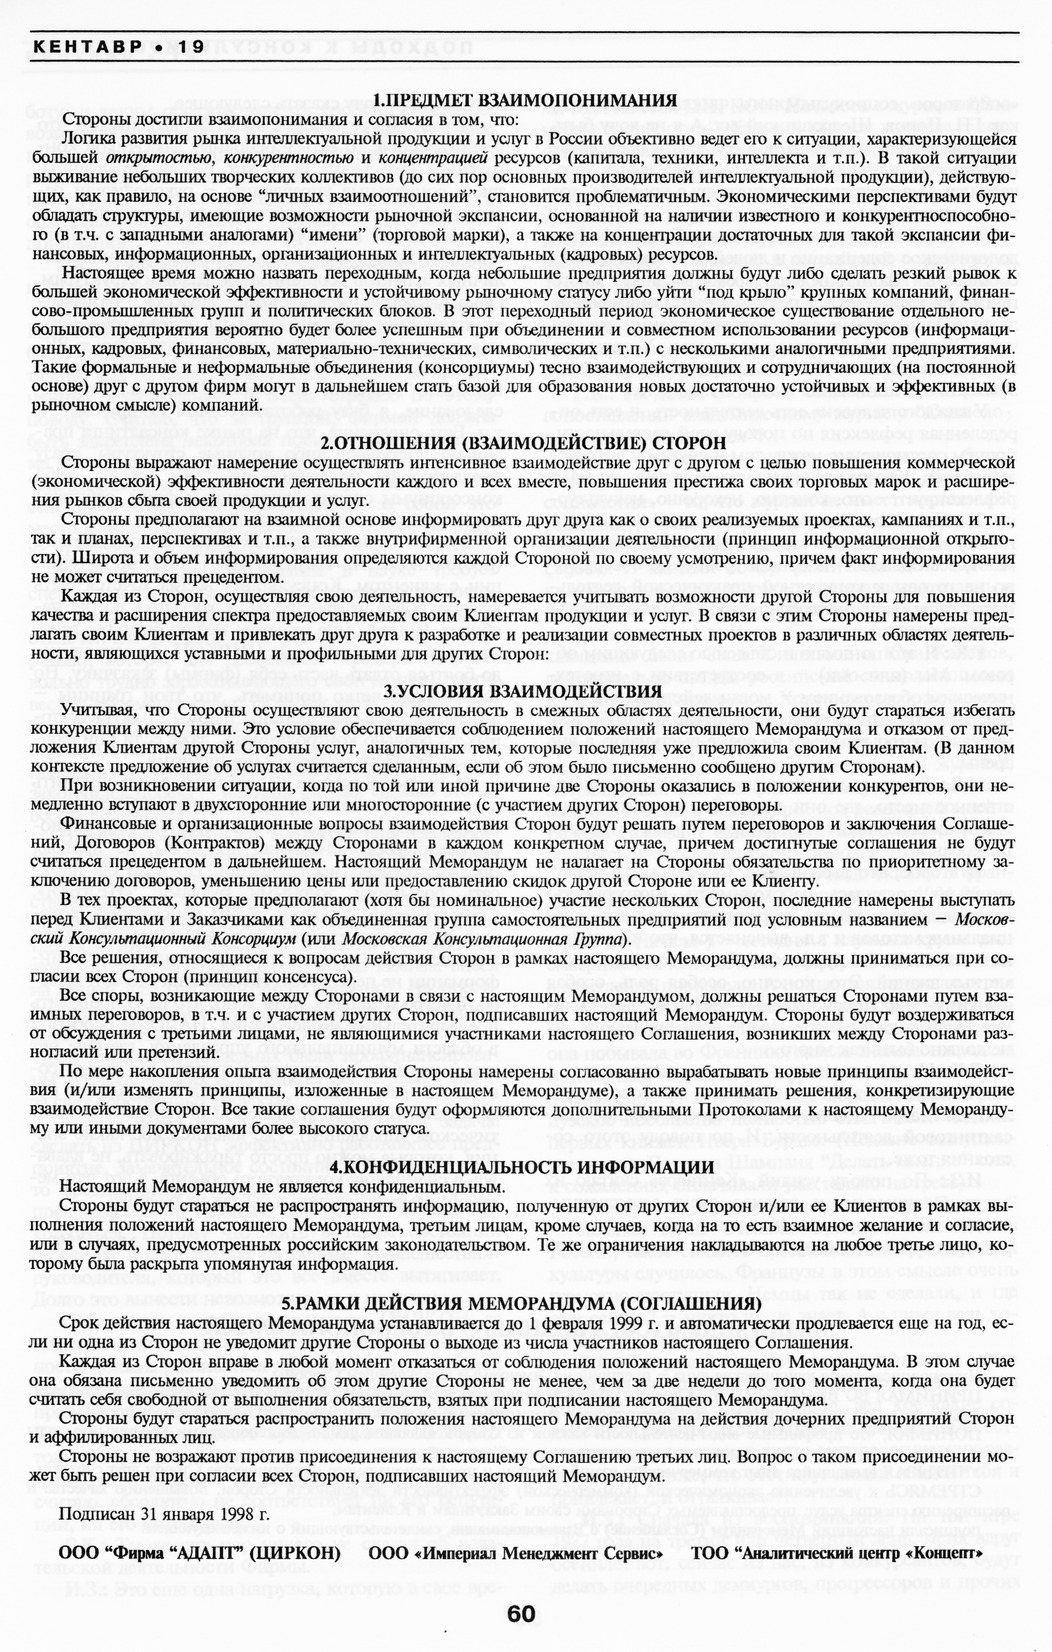 КЕНТАВР • 19
1.ПРЕДМЕТ ВЗАИМОПОНИМАНИЯ
Стороны достигли взаимопонимания и согласия в том, что:
Логика развития рынка интеллектуальной продукции и услуг в России объективно ведет его к ситуации, характеризующейся
большей открытостью, конкурентностью и концентрацией ресурсов (капитала, техники, интеллекта и т.п.). В такой ситуации
выживание небольших творческих коллективов (до сих пор основных производителей интеллектуальной продукции), действую-
щих, как правило, на основе “личных взаимоотношений”, становится проблематичным. Экономическими перспективами будут
обладать структуры, имеющие возможности рыночной экспансии, основанной на наличии известного и конкурентноспособно-
го (в т.ч. с западными аналогами) “имени” (торговой марки), а также на концентрации достаточных для такой экспансии фи-
нансовых, информационных, организационных и интеллектуальных (кадровых) ресурсов.
Настоящее время можно назвать переходным, когда небольшие предприятия должны будут либо сделать резкий рывок к
большей экономической эффективности и устойчивому рыночному статусу либо уйти “под крыло” крупных компаний, финан-
сово-промышленных групп и политических блоков. В этот переходный период экономическое существование отдельного не-
большого предприятия вероятно будет более успешным при объединении и совместном использовании ресурсов (информаци-
онных, кадровых, финансовых, материально-технических, символических и т.п.) с несколькими аналогичными предприятиями.
Такие формальные и неформальные объединения (консорциумы) тесно взаимодействующих и сотрудничающих (на постоянной
основе) друг с другом фирм могут в дальнейшем стать базой для образования новых достаточно устойчивых и эффективных (в
рыночном смысле) компаний.
2.ОТНОШЕНИЯ (ВЗАИМОДЕЙСТВИЕ) СТОРОН
Стороны выражают намерение осуществлять интенсивное взаимодействие друг с другом с целью повышения коммерческой
(экономической) эффективности деятельности каждого и всех вместе, повышения престижа своих торговых марок и расшире-
ния рынков сбыта своей продукции и услуг.
Стороны предполагают на взаимной основе информировать друг друга как о своих реализуемых проектах, кампаниях и т.п.,
так и планах, перспективах и т.п., а также внутрифирменной организации деятельности (принцип информационной открыто-
сти). Широта и объем информирования определяются каждой Стороной по своему усмотрению, причем факт информирования
не может считаться прецедентом.
Каждая из Сторон, осуществляя свою деятельность, намеревается учитывать возможности другой Стороны для повышения
качества и расширения спектра предоставляемых своим Клиентам продукции и услуг. В связи с этим Стороны намерены пред-
лагать своим Клиентам и привлекать друг друга к разработке и реализации совместных проектов в различных областях деятель-
ности, являющихся уставными и профильными для других Сторон:
3.УСЛОВИЯ ВЗАИМОДЕЙСТВИЯ
Учитывая, что Стороны осуществляют свою деятельность в смежных областях деятельности, они будут стараться избегать
конкуренции между ними. Это условие обеспечивается соблюдением положений настоящего Меморандума и отказом от пред-
ложения Клиентам другой Стороны услуг, аналогичных тем, которые последняя уже предложила своим Клиентам. (В данном
контексте предложение об услугах считается сделанным, если об этом было письменно сообщено другим Сторонам).
При возникновении ситуации, когда по той или иной причине две Стороны оказались в положении конкурентов, они не-
медленно вступают в двухсторонние или многосторонние (с участием других Сторон) переговоры.
Финансовые и организационные вопросы взаимодействия Сторон будут решать путем переговоров и заключения Соглаше-
ний, Договоров (Контрактов) между Сторонами в каждом конкретном случае, причем достигнутые соглашения не будут
считаться прецедентом в дальнейшем. Настоящий Меморандум не налагает на Стороны обязательства по приоритетному за-
ключению договоров, уменьшению цены или предоставлению скидок другой Стороне или ее Клиенту.
В тех проектах, которые предполагают (хотя бы номинальное) участие нескольких Сторон, последние намерены выступать
перед Клиентами и Заказчиками как объединенная группа самостоятельных предприятий под условным названием — Москов-
ский Консультационный Консорциум (или Московская Консультационная Группа).
Все решения, относящиеся к вопросам действия Сторон в рамках настоящего Меморандума, должны приниматься при со-
гласии всех Сторон (принцип консенсуса).
Все споры, возникающие между Сторонами в связи с настоящим Меморандумом, должны решаться Сторонами путем вза-
имных переговоров, в т.ч. и с участием других Сторон, подписавших настоящий Меморандум. Стороны будут воздерживаться
от обсуждения с третьими лицами, не являющимися участниками настоящего Соглашения, возникших между Сторонами раз-
ногласий или претензий.
По мере накопления опыта взаимодействия Стороны намерены согласованно вырабатывать новые принципы взаимодейст-
вия (и/или изменять принципы, изложенные в настоящем Меморандуме), а также принимать решения, конкретизирующие
взаимодействие Сторон. Все такие соглашения будут оформляются дополнительными Протоколами к настоящему Меморанду-
му или иными документами более высокого статуса.
4.КОНФИДЕНЦИАЛЬНОСТЬ ИНФОРМАЦИИ
Настоящий Меморандум не является конфиденциальным.
Стороны будут стараться не распространять информацию, полученную от других Сторон и/или ее Клиентов в рамках вы-
полнения положений настоящего Меморандума, третьим лицам, кроме случаев, когда на то есть взаимное желание и согласие,
или в случаях, предусмотренных российским законодательством. Те же ограничения накладываются на любое третье лицо, ко-
торому была раскрыта упомянутая информация.
5.РАМКИ ДЕЙСТВИЯ МЕМОРАНДУМА (СОГЛАШЕНИЯ)
Срок действия настоящего Меморандума устанавливается до 1 февраля 1999 г. и автоматически продлевается еще на год, ес-
ли ни одна из Сторон не уведомит другие Стороны о выходе из числа участников настоящего Соглашения.
Каждая из Сторон вправе в любой момент отказаться от соблюдения положений настоящего Меморандума. В этом случае
она обязана письменно уведомить об этом другие Стороны не менее, чем за две недели до того момента, когда она будет
считать себя свободной от выполнения обязательств, взятых при подписании настоящего Меморандума.
Стороны будут стараться распространить положения настоящего Меморандума на действия дочерних предприятий Сторон
и аффилированных лиц.
Стороны не возражают против присоединения к настоящему Соглашению третьих лиц. Вопрос о таком присоединении мо-
жет быть решен при согласии всех Сторон, подписавших настоящий Меморандум.
Подписан 31 января 1998 г.
ООО “Фирма “АДАПТ” (ЦИРКОН) ООО «Империал Менеджмент Сервис» ТОО “Аналитический центр «Концепт»
60